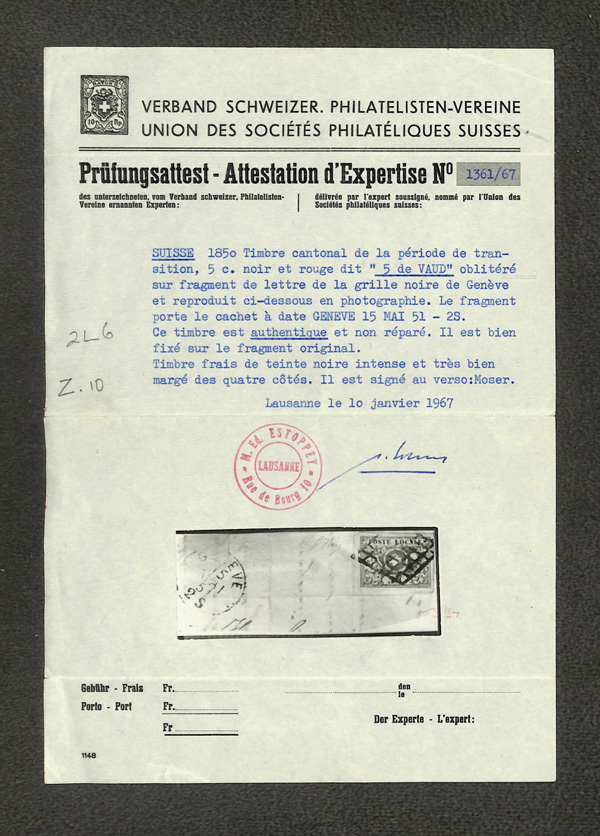 RAYON
10 Rp.
VERBAND SCHWEIZER. PHILATELISTEN-VEREINE
UNION DES SOCIÉTÉS PHILATÉLIQUES SUISSES
Prüfungsattest - Attestation d'Expertise No 1361/67
des unterzeichneten, vom Verband schweizer. Philatelisten-
Vereine ernannten Experten:
délivrée par l'expert soussigné, nommé par l'Union des
Sociétés philatéliques suisses:
SUISSE 1850 Timbre cantonal de la période de tran-
sition, 5 c. noir et rouge dit " 5 de VAUD" oblitéré
sur fragment de lettre de la grille noire de Genève
et reproduit ci-dessous en photographie. Le fragment
porte le cachet à date GENEVE 15 MAI 51 - 2S.
Ce timbre est authentique et non réparé. Il est bien
fixé sur le fragment original.
Timbre frais de teinte noire intense et très bien
margé des quatre côtés. Il est signé au verso:Moser.
2L6
Z.10
Lausanne le 10 janvier 1967
M. Ed. ESTOPPEY
LAUSANNE
Rue de Bourg 10
POSTE LOCALE
Gebühr - Frais Fr.
den
le
Porto - Port Fr.
Fr
Der Experte - L'expert:
1148